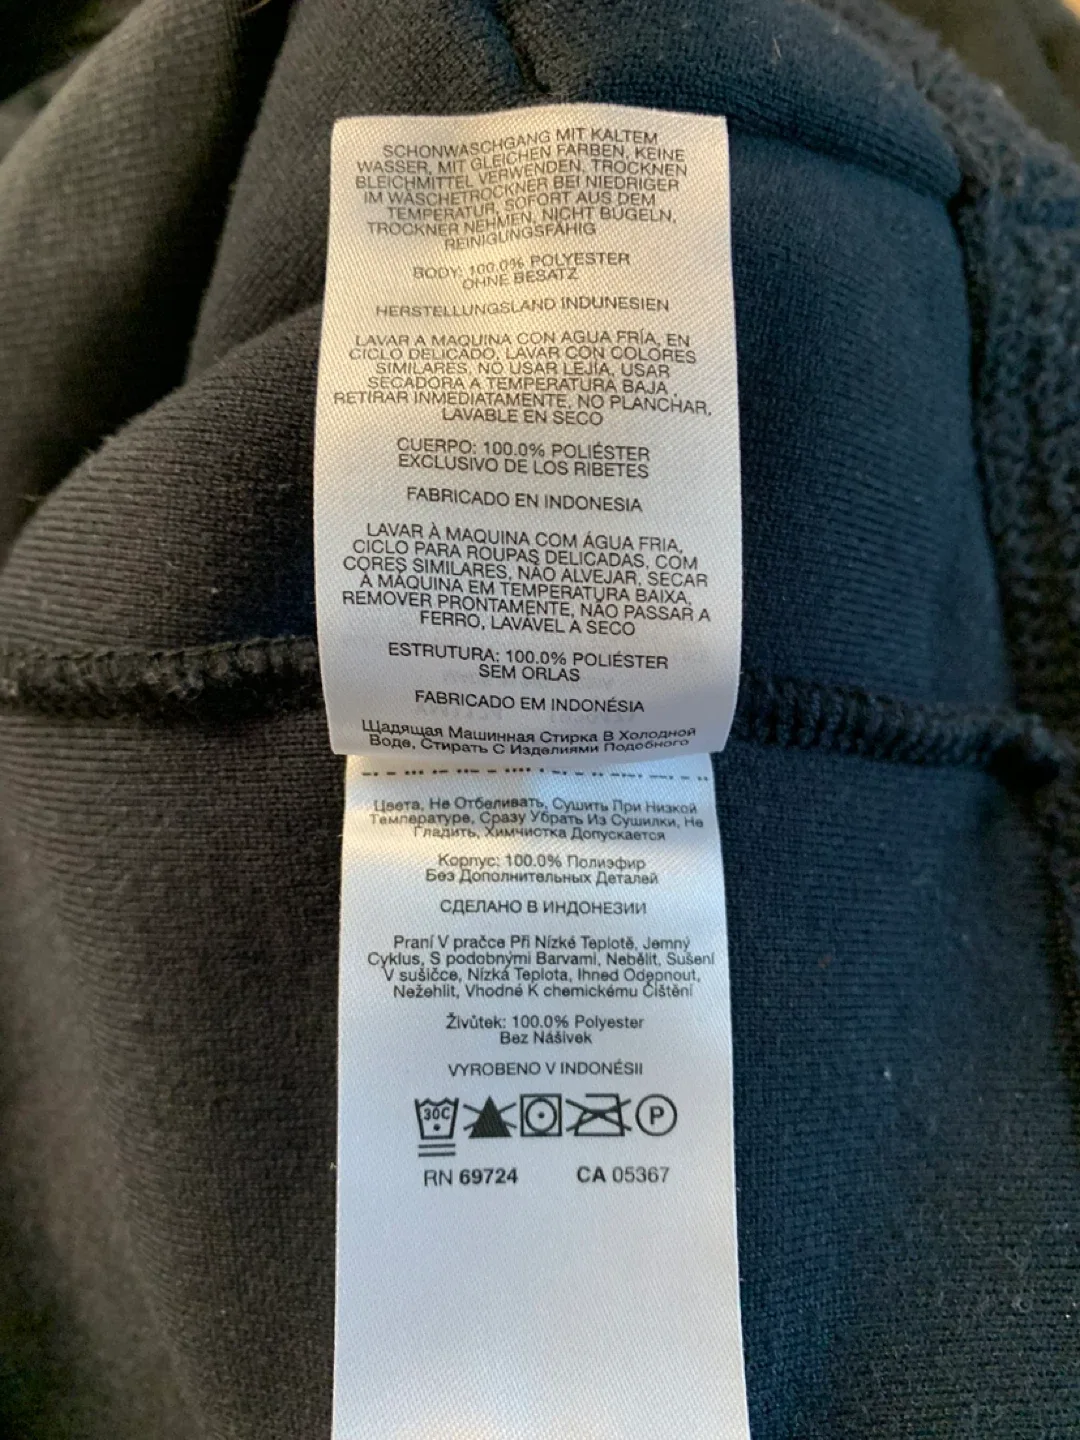 SCHONWASCHGANG MIT KALTEM
WASSER, MIT GLEICHEN FARBEN, KEINE
BLEICHMITTEL VERWENDEN, TROCKNEN
IM WÄSCHETROCKNER BEI NIEDRIGER
TEMPERATUR, SOFORT AUS DEM
TROCKNER NEHMEN, NICHT BÜGELN,
REINIGUNGSFÄHIG
BODY: 100.0% POLYESTER
OHNE BESATZ
HERSTELLUNGSLAND INDUNESIEN
LAVAR A MAQUINA CON AGUA FRÍA, EN
CICLO DELICADO, LAVAR CON COLORES
SIMILARES, NO USAR LEJÍA, USAR
SECADORA A TEMPERATURA BAJA,
RETIRAR INMEDIATAMENTE, NO PLANCHAR,
LAVABLE EN SECO
CUERPO: 100.0% POLIÉSTER
EXCLUSIVO DE LOS RIBETES
FABRICADO EN INDONESIA
LAVAR À MAQUINA COM ÁGUA FRIA,
CICLO PARA ROUPAS DELICADAS, COM
CORES SIMILARES, NÃO ALVEJAR, SECAR
À MÁQUINA EM TEMPERATURA BAIXA,
REMOVER PRONTAMENTE, NÃO PASSAR A
FERRO, LAVÁVEL A SECO
ESTRUTURA: 100.0% POLIÉSTER
SEM ORLAS
FABRICADO EM INDONÉSIA
Щадящая Машинная Стирка В Холодной
Воде, Стирать С Изделиями Подобного
Цвета, Не Отбеливать, Сушить При Низкой
Температуре, Сразу Убрать Из Сушилки, Не
Гладить, Химчистка Допускается
Корпус: 100.0% Полиэфир
Без Дополнительных Деталей
СДЕЛАНО В ИНДОНЕЗИИ
Praní V pračce Při Nízké Teplotě, Jemný
Cyklus, S podobnými Barvami, Nebělit, Sušení
V sušičce, Nízká Teplota, Ihned Odepnout,
Nežehlit, Vhodné K chemickému Čištění
Živůtek: 100.0% Polyester
Bez Nášivek
VYROBENO V INDONÉSII
30C P
RN 69724 CA 05367